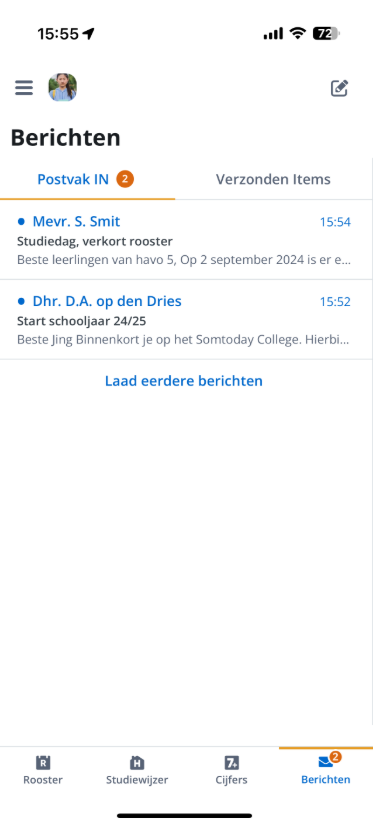 15:55
72
Berichten
Postvak IN 2
Verzonden Items
Mevr. S. Smit 15:54
Studiedag, verkort rooster
Beste leerlingen van havo 5, Op 2 september 2024 is er e...
Dhr. D.A. op den Dries 15:52
Start schooljaar 24/25
Beste Jing Binnenkort je op het Somtoday College. Hierbi...
Laad eerdere berichten
R
H
7+
2
Rooster
Studiewijzer
Cijfers
Berichten